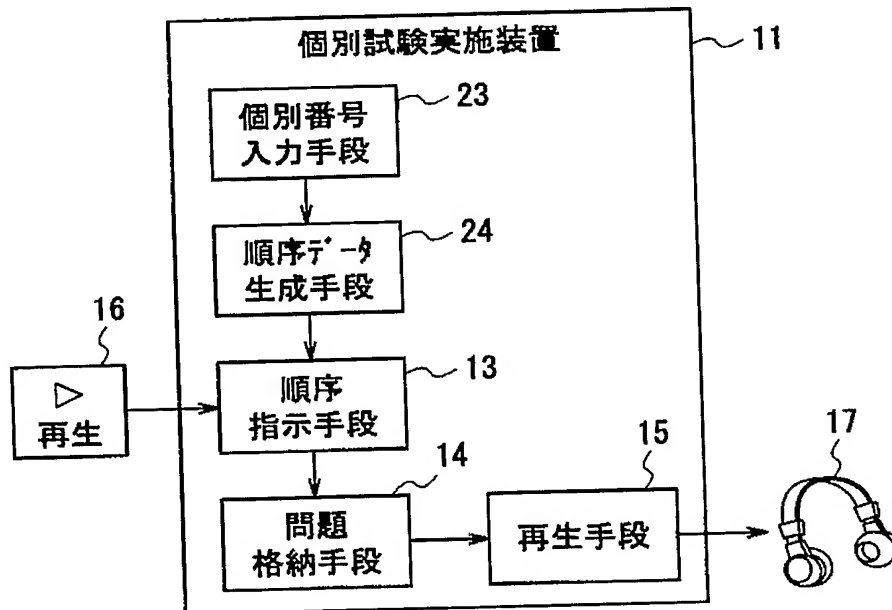 個別試験実施装置
11
個別番号
入力手段
23
順序データ
生成手段
24
16
▷
再生
順序
指示手段
13
問題
格納手段
14
再生手段
15
17